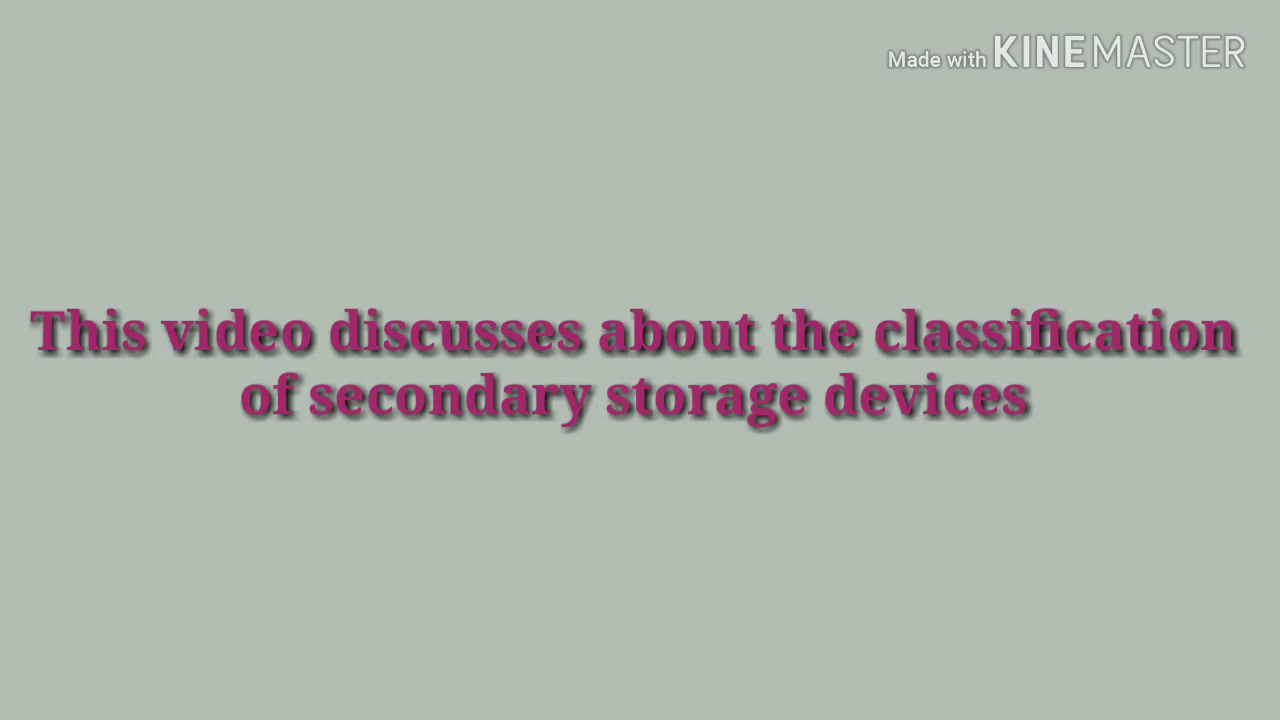 Made with KINEMASTER
This video discusses about the classification
of secondary storage devices